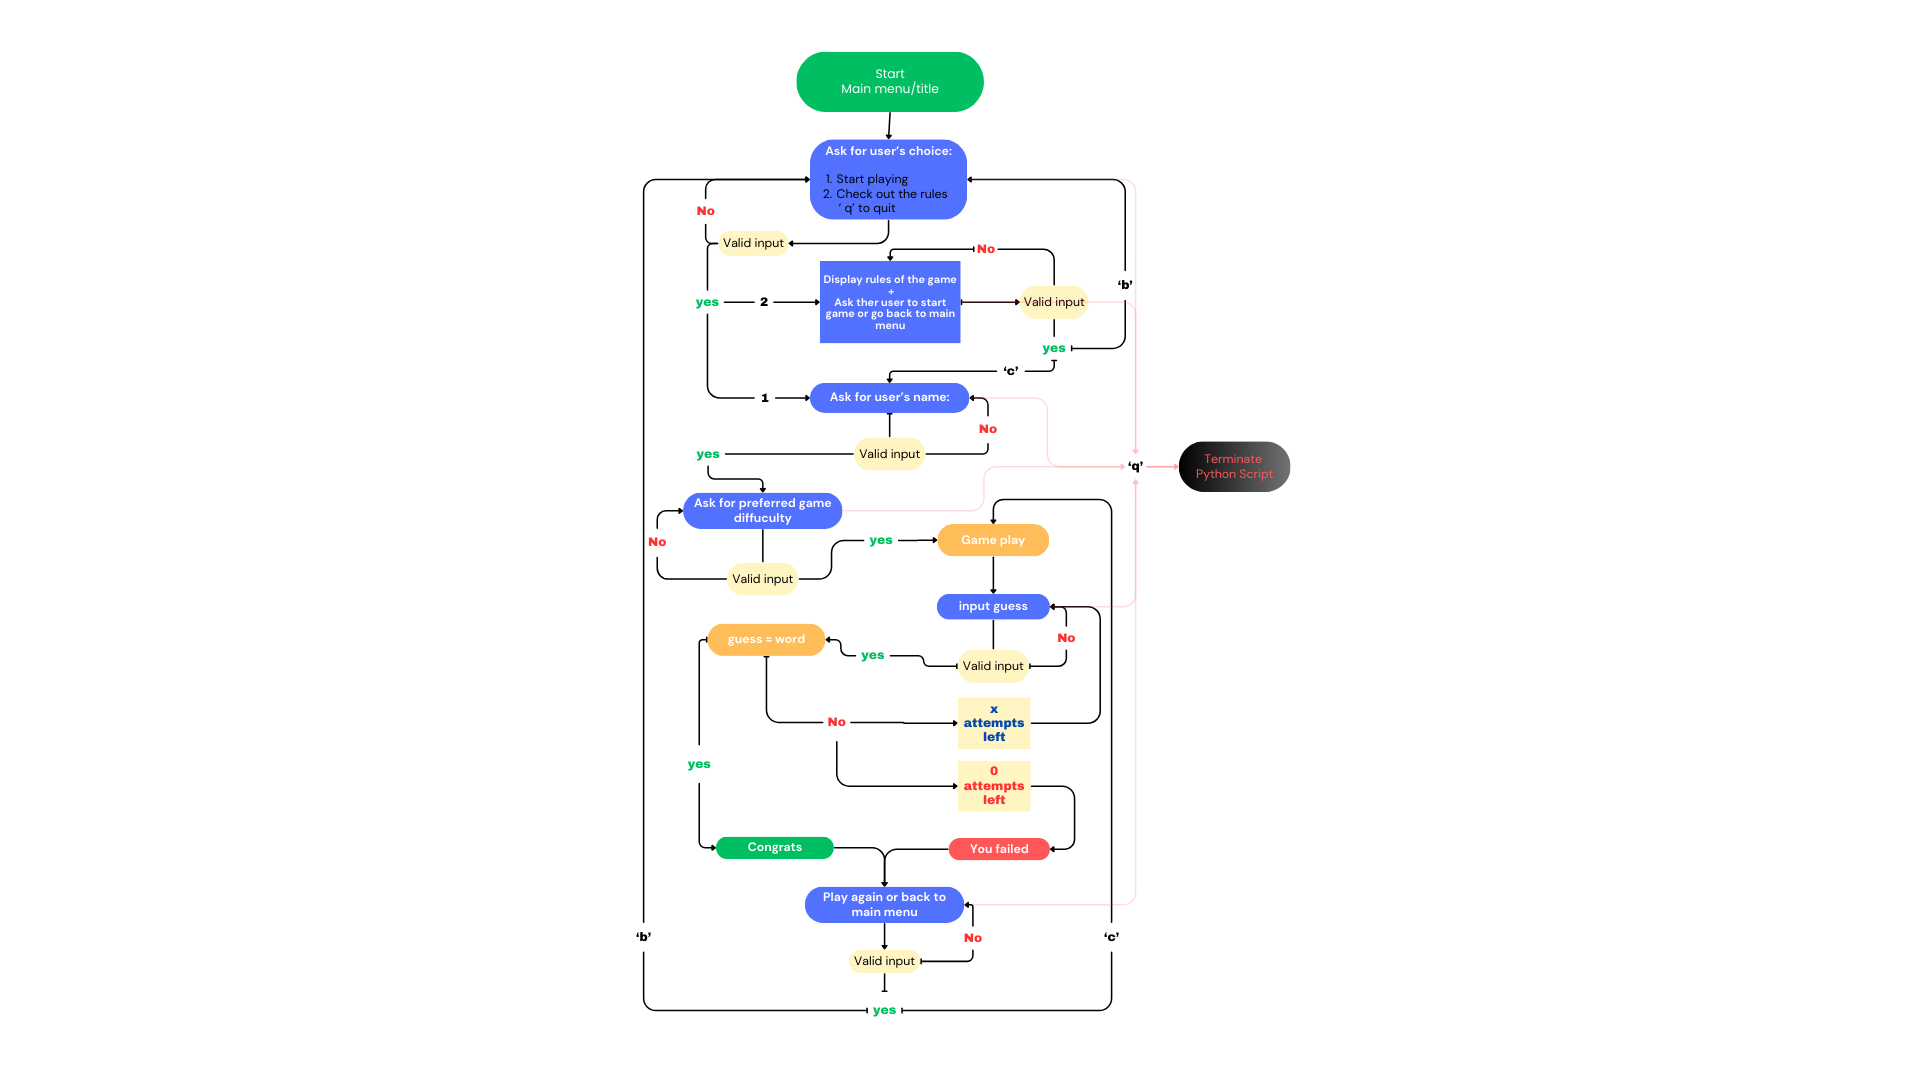 Start
Main menu/title
Ask for user’s choice:
1. Start playing
2. Check out the rules
‘ q’ to quit
No
Valid input
No
Display rules of the game
+
Ask ther user to start
game or go back to main
menu
‘b’
yes
2
Valid input
yes
‘c’
1
Ask for user’s name:
No
yes
Valid input
‘q’
Terminate
Python Script
Ask for preferred game
diffuculty
No
yes
Game play
Valid input
input guess
No
guess = word
yes
Valid input
x
attempts
left
No
yes
0
attempts
left
Congrats
You failed
Play again or back to
main menu
‘b’
No
‘c’
Valid input
yes